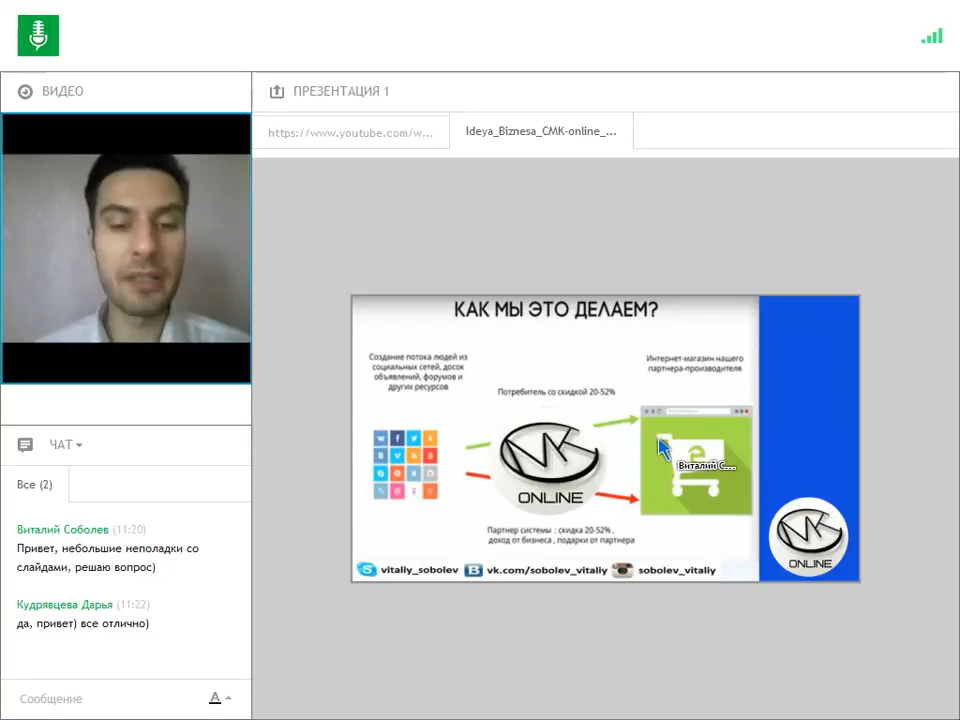 ВИДЕО
ПРЕЗЕНТАЦИЯ 1
https://www.youtube.com/w...
Ideya_Biznesa_CMK-online_...
КАК МЫ ЭТО ДЕЛАЕМ?
Создание потока людей из
социальных сетей, досок
объявлений, форумов и
других ресурсов
Потребитель со скидкой 20-52%
Интернет-магазин нашего
партнера-производителя
MK
ONLINE
Виталий С...
Партнер системы : скидка 20-52% ,
доход от бизнеса , подарки от партнера
vitaliy_sobolev
vk.com/sobolev_vitaliy
sobolev_vitaliy
MK
ONLINE
ЧАТ
Все (2)
Виталий Соболев (11:20)
Привет, небольшие неполадки со
слайдами, решаю вопрос)
Кудрявцева Дарья (11:22)
да, привет) все отлично)
Сообщение
A